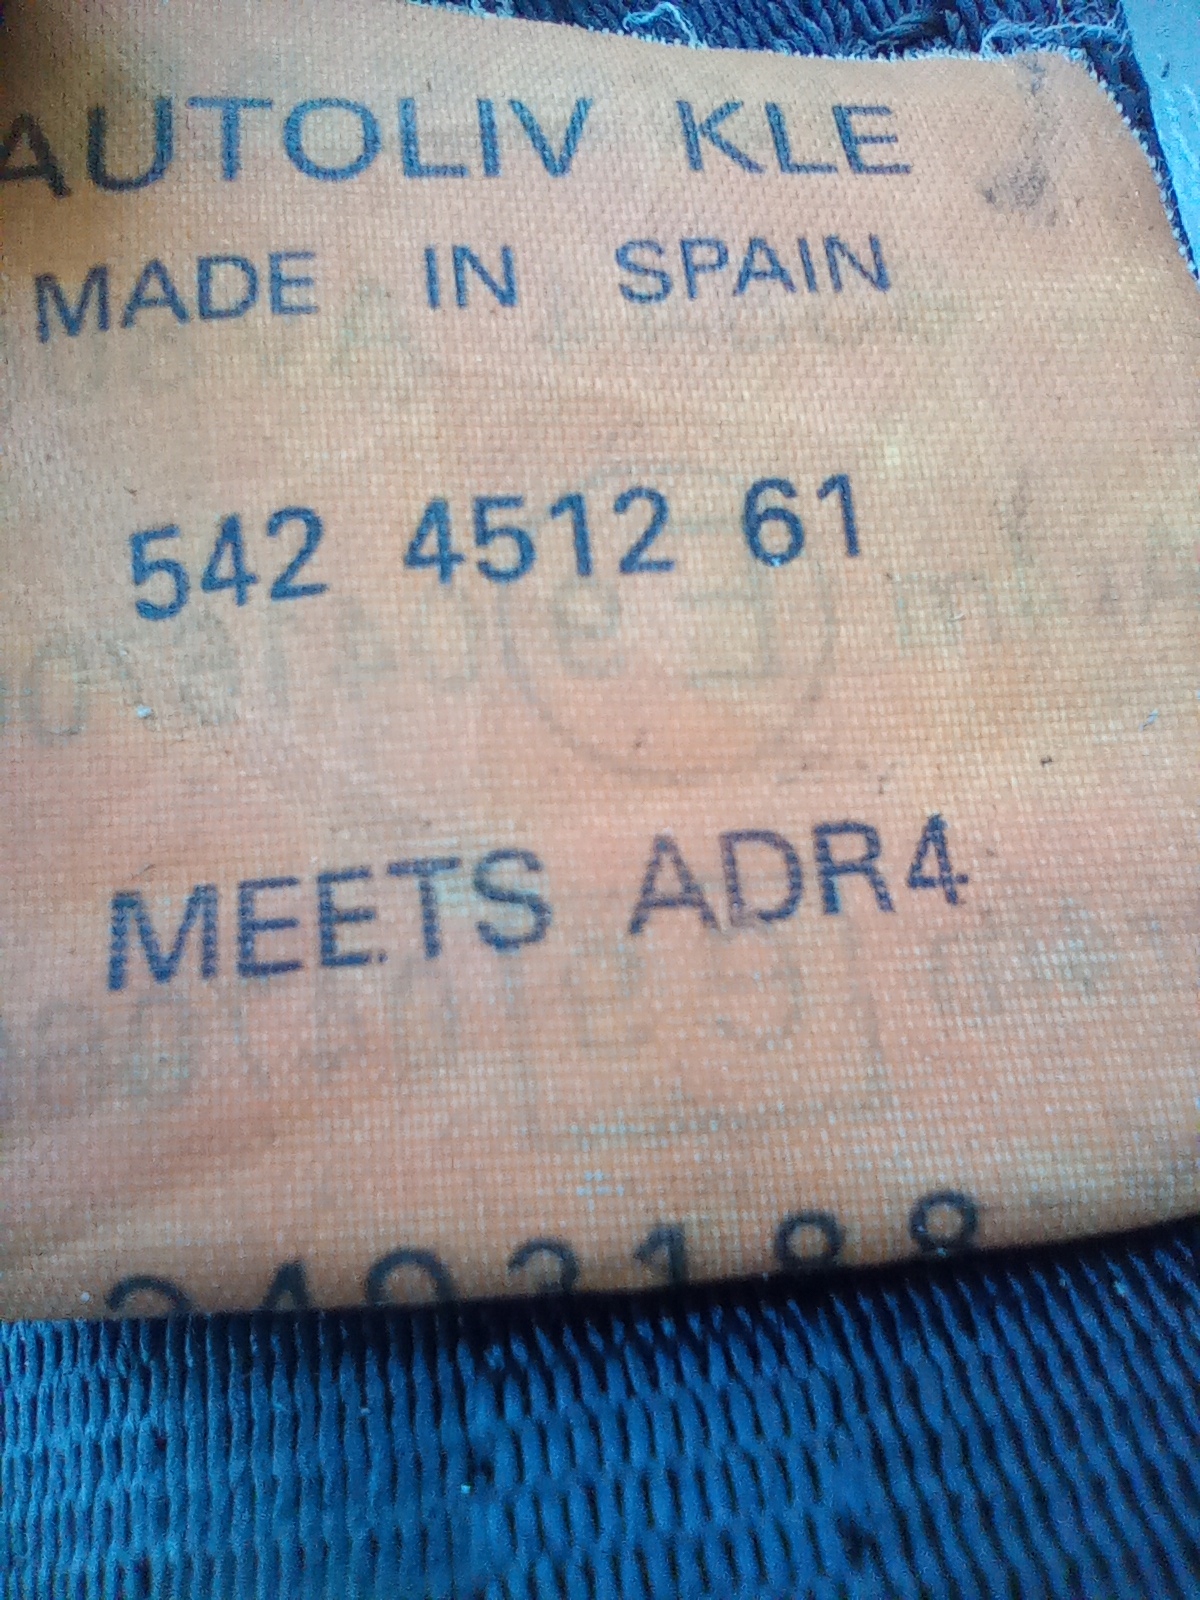 AUTOLIV KLE
MADE IN SPAIN
542 4512 61
MEETS ADR4